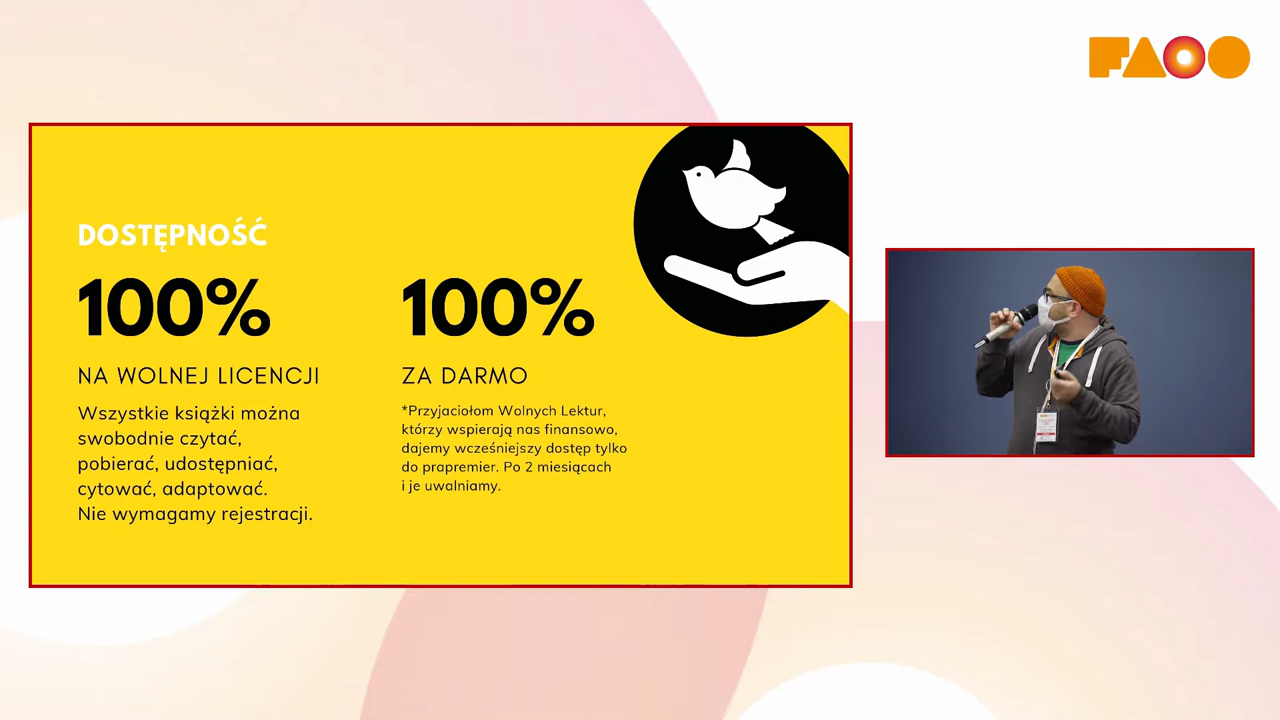 FAOO
DOSTĘPNOŚĆ
100%
NA WOLNEJ LICENCJI
Wszystkie książki można
swobodnie czytać,
pobierać, udostępniać,
cytować, adaptować.
Nie wymagamy rejestracji.
100%
ZA DARMO
*Przyjaciołom Wolnych Lektur,
którzy wspierają nas finansowo,
dajemy wcześniejszy dostęp tylko
do prapremier. Po 2 miesiącach
i je uwalniamy.